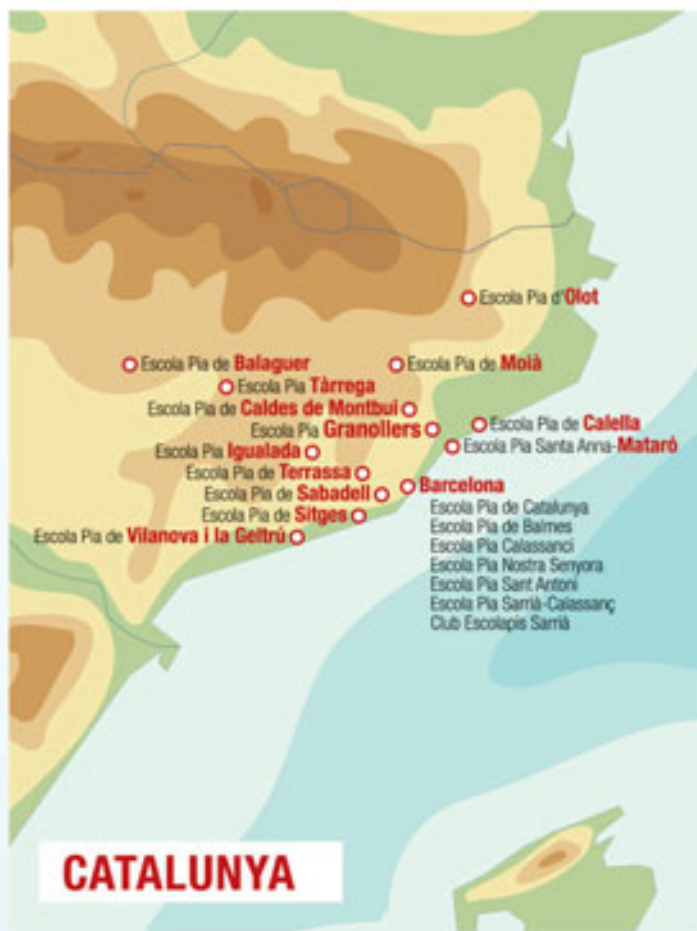 Escola Pia d'Olot
Escola Pia de Balaguer
Escola Pia de Moià
Escola Pia Tàrrega
Escola Pia de Caldes de Montbui
Escola Pia Granollers
Escola Pia de Calella
Escola Pia Santa Anna-Mataró
Escola Pia Igualada
Escola Pia de Terrassa
Escola Pia de Sabadell
Escola Pia de Sitges
Escola Pia de Vilanova i la Geltrú
Barcelona
Escola Pia de Catalunya
Escola Pia de Balmes
Escola Pia Calassanci
Escola Pia Nostra Senyora
Escola Pia Sant Antoni
Escola Pia Sarrià-Calassanç
Club Escolapis Sarrià
CATALUNYA